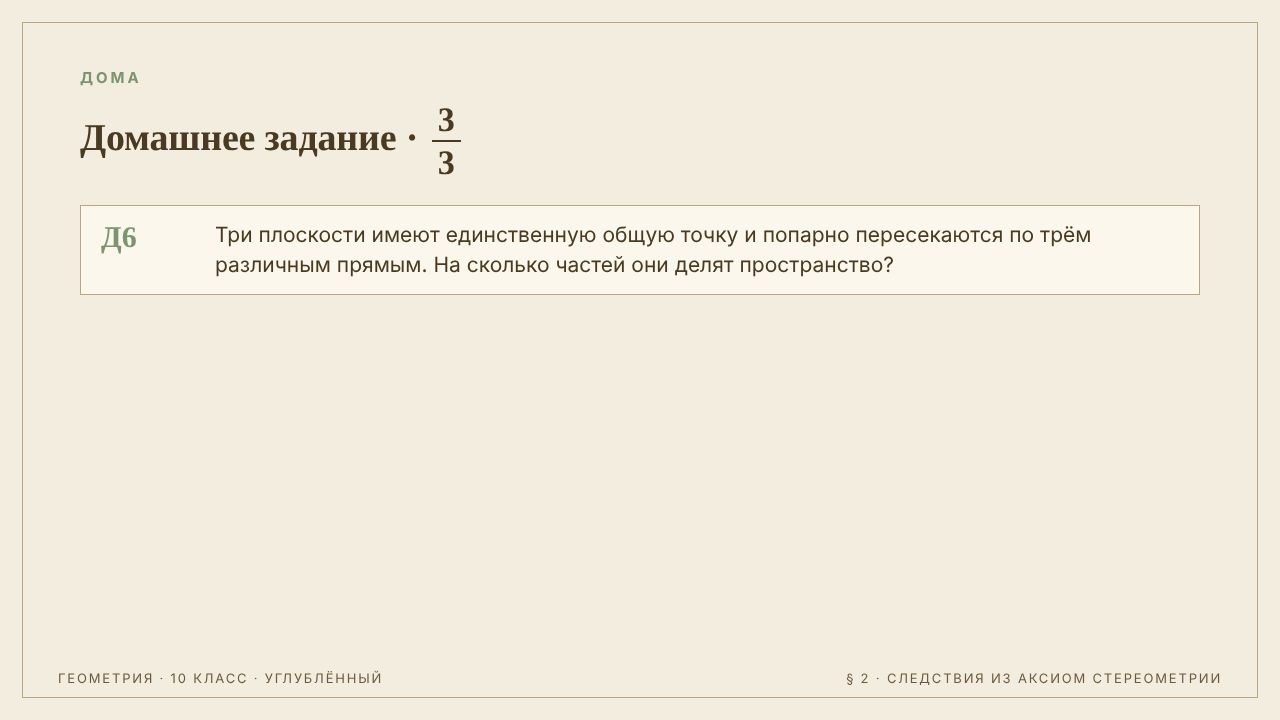 ДОМА
Домашнее задание · 3/3
Д6
Три плоскости имеют единственную общую точку и попарно пересекаются по трём
различным прямым. На сколько частей они делят пространство?
ГЕОМЕТРИЯ · 10 КЛАСС · УГЛУБЛЁННЫЙ
§ 2 · СЛЕДСТВИЯ ИЗ АКСИОМ СТЕРЕОМЕТРИИ